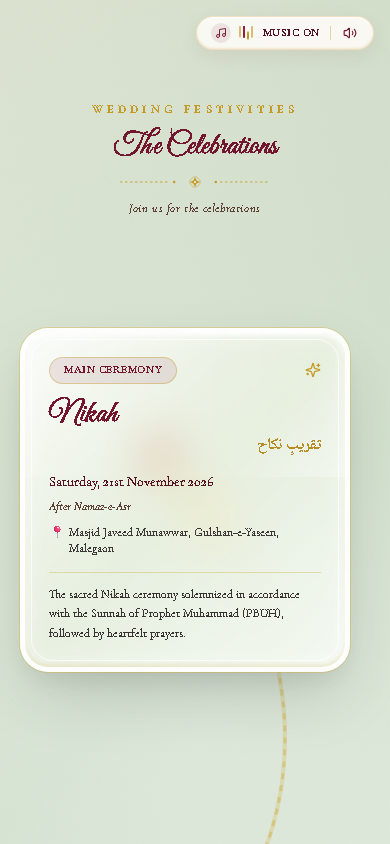 MUSIC ON
WEDDING FESTIVITIES
The Celebrations
Join us for the celebrations
MAIN CEREMONY
Nikah
تقریبِ نکاح
Saturday, 21st November 2026
After Namaz-e-Asr
Masjid Javeed Munawwar, Gulshan-e-Yaseen,
Malegaon
The sacred Nikah ceremony solemnized in accordance
with the Sunnah of Prophet Muhammad (PBUH),
followed by heartfelt prayers.